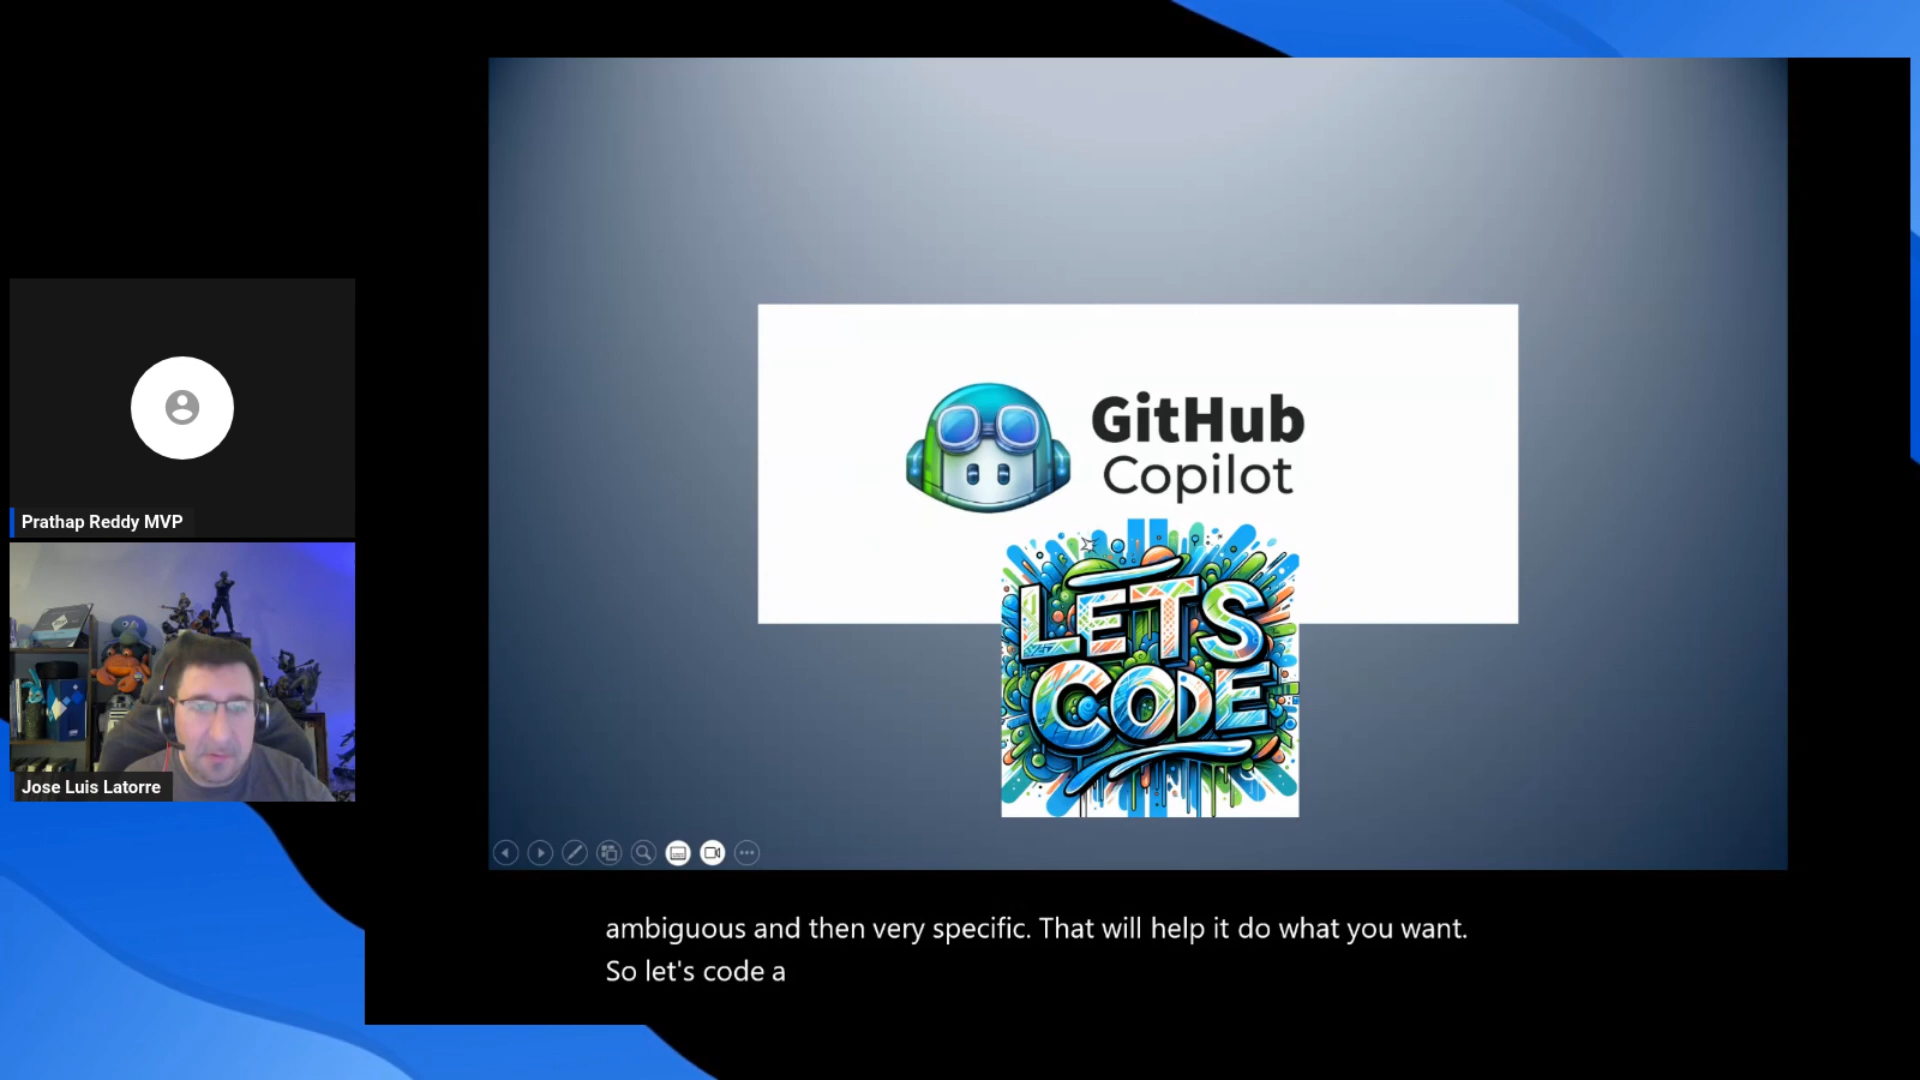 Prathap Reddy MVP
Jose Luis Latorre
GitHub
Copilot
LETS
CODE
ambiguous and then very specific. That will help it do what you want.
So let's code a